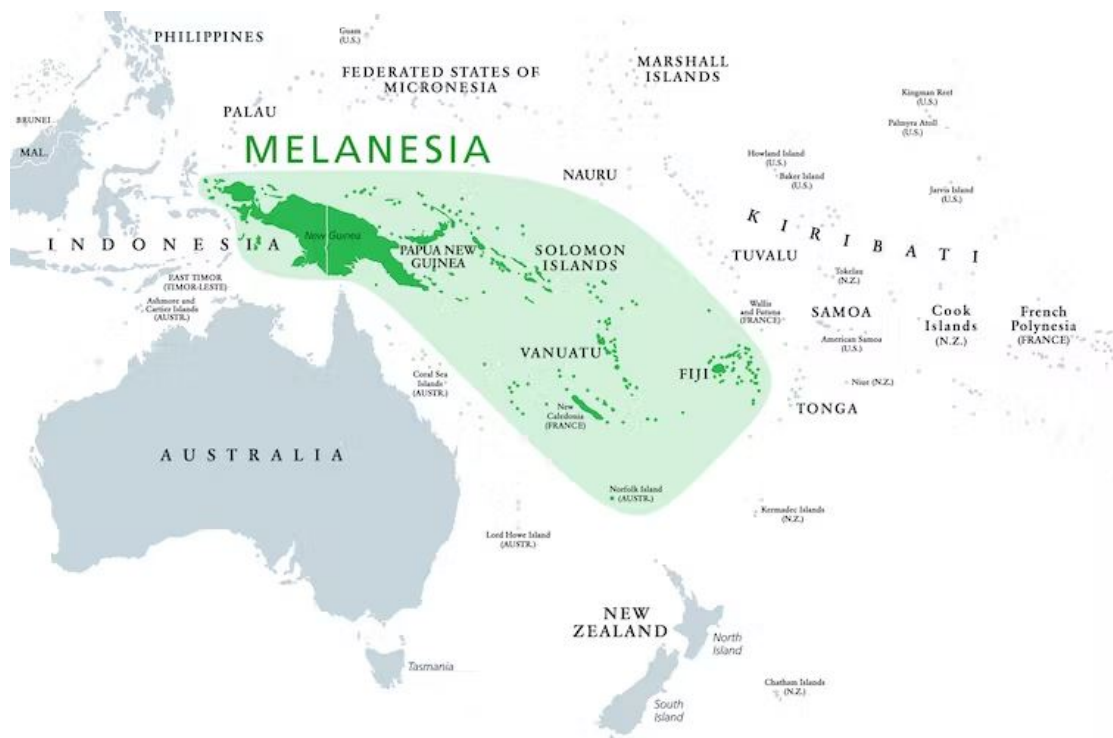 PHILIPPINES
Guam
(U.S.)
FEDERATED STATES OF
MICRONESIA
MARSHALL
ISLANDS
PALAU
BRUNEI
MAL.
MELANESIA
Kingman Reef
(U.S.)
Palmyra Atoll
(U.S.)
Howland Island
(U.S.)
Baker Island
(U.S.)
Jarvis Island
(U.S.)
NAURU
KIRIBATI
INDONESIA
New Guinea
PAPUA NEW
GUINEA
SOLOMON
ISLANDS
TUVALU
Tokelau
(N.Z.)
EAST TIMOR
(TIMOR-LESTE)
Ashmore and
Cartier Islands
(AUSTR.)
Wallis
and Futuna
(FRANCE)
SAMOA
American Samoa
(U.S.)
Cook
Islands
(N.Z.)
French
Polynesia
(FRANCE)
VANUATU
FIJI
Coral Sea
Islands
(AUSTR.)
Niue (N.Z.)
New
Caledonia
(FRANCE)
TONGA
AUSTRALIA
Norfolk Island
(AUSTR.)
Kermadec Islands
(N.Z.)
Lord Howe Island
(AUSTR.)
NEW
ZEALAND
North
Island
Tasmania
Chatham Islands
(N.Z.)
South
Island